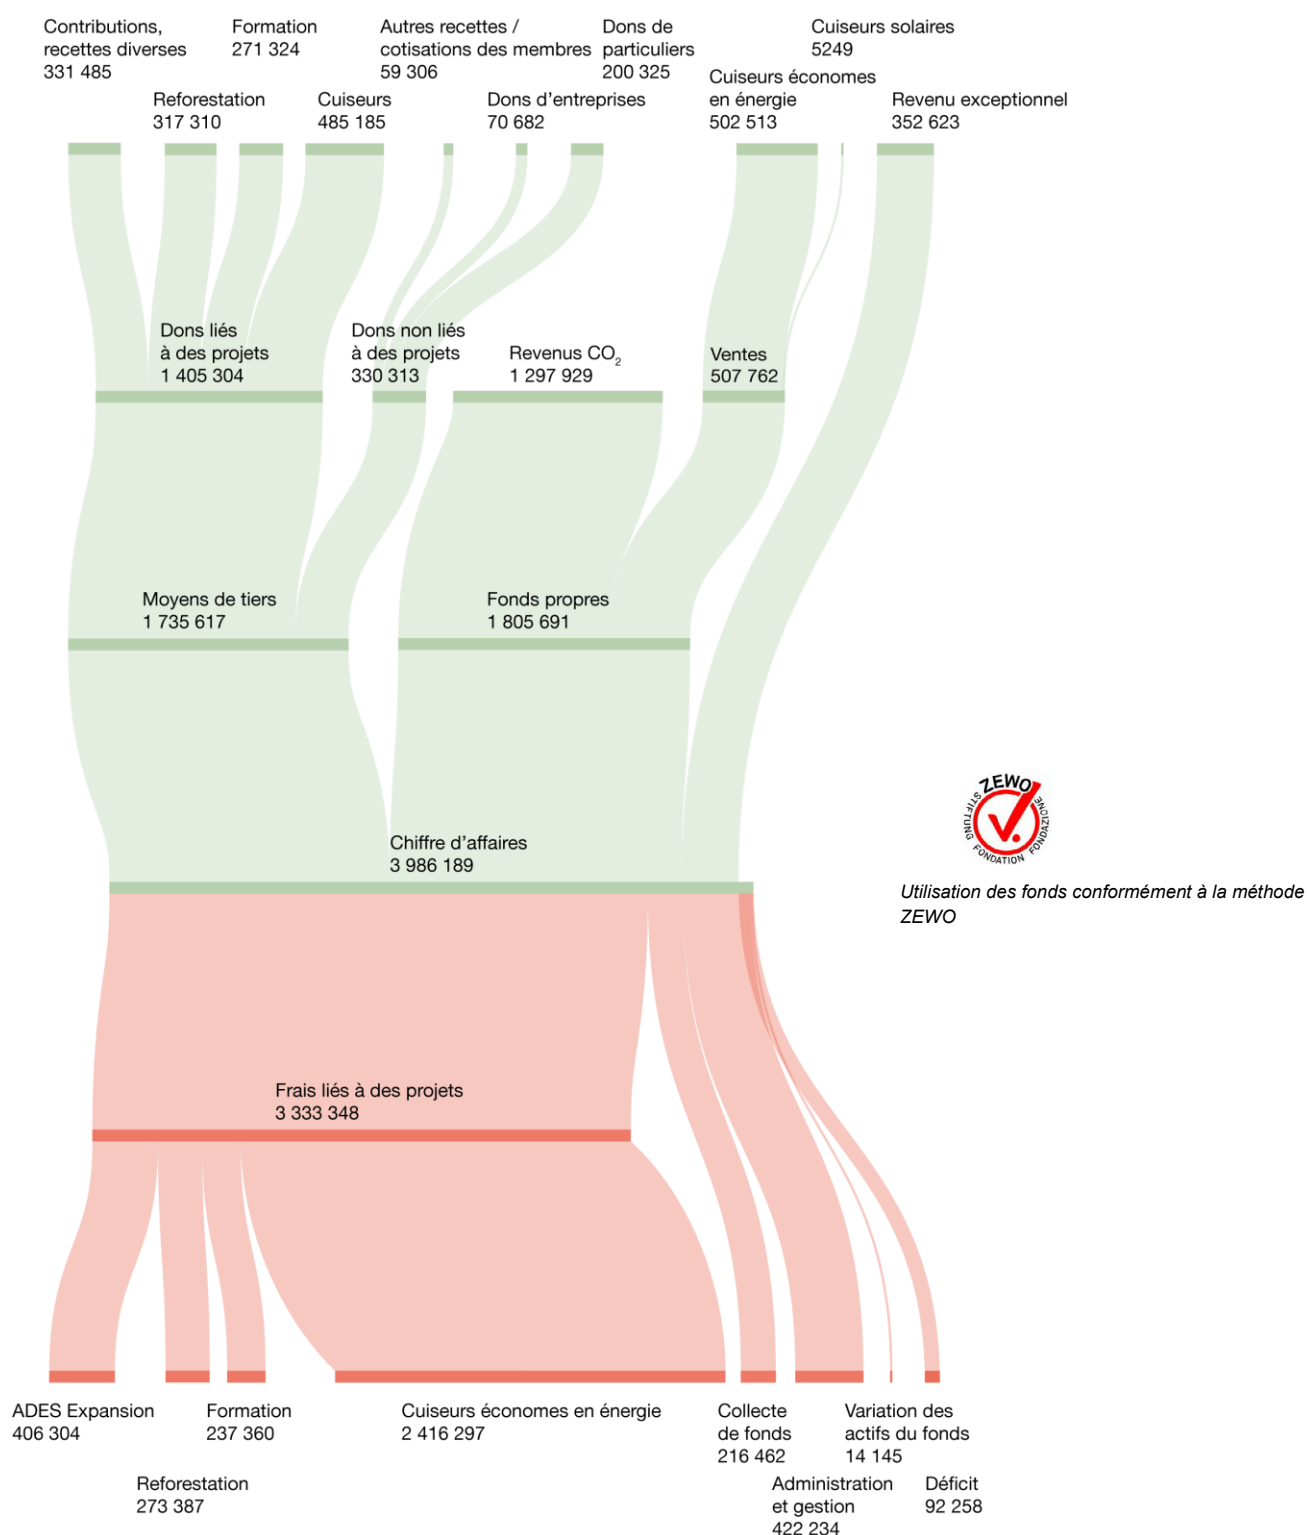 Contributions,
recettes diverses
331 485
Formation
271 324
Autres recettes /
cotisations des membres
59 306
Dons de
particuliers
200 325
Cuiseurs solaires
5249
Reforestation
317 310
Cuiseurs
485 185
Dons d’entreprises
70 682
Cuiseurs économes
en énergie
502 513
Revenu exceptionnel
352 623
Dons liés
à des projets
1 405 304
Dons non liés
à des projets
330 313
Revenus CO₂
1 297 929
Ventes
507 762
Moyens de tiers
1 735 617
Fonds propres
1 805 691
Chiffre d’affaires
3 986 189
ZEWO
STIFTUNG FONDATION FONDAZIONE
Utilisation des fonds conformément à la méthode
ZEWO
Frais liés à des projets
3 333 348
ADES Expansion
406 304
Formation
237 360
Cuiseurs économes en énergie
2 416 297
Collecte
de fonds
216 462
Variation des
actifs du fonds
14 145
Reforestation
273 387
Administration
et gestion
422 234
Déficit
92 258